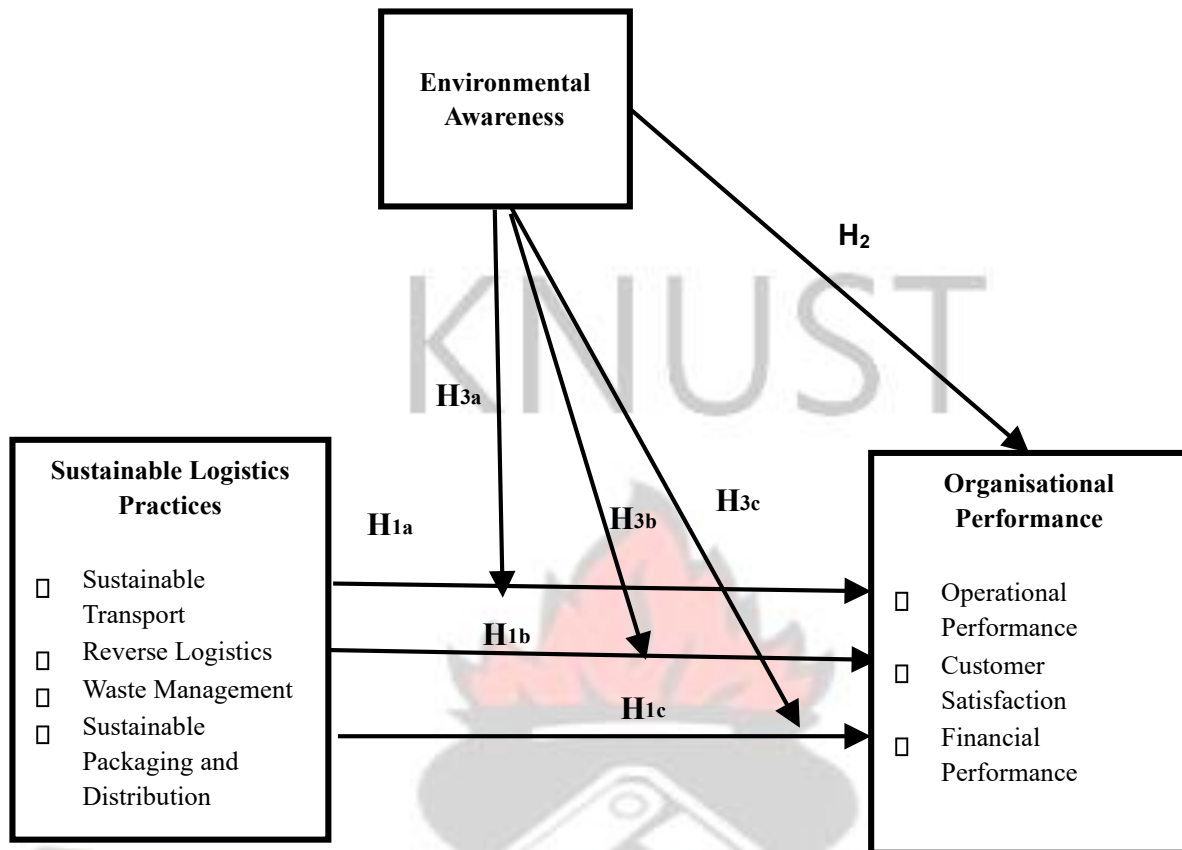 Environmental
Awareness
H2
KNUST
H3a
Sustainable Logistics
Practices
Organisational
Performance
H3c
H3b
H1a
Sustainable
Transport
Reverse Logistics
Waste Management
Sustainable
Packaging and
Distribution
H1b
H1c
Operational
Performance
Customer
Satisfaction
Financial
Performance